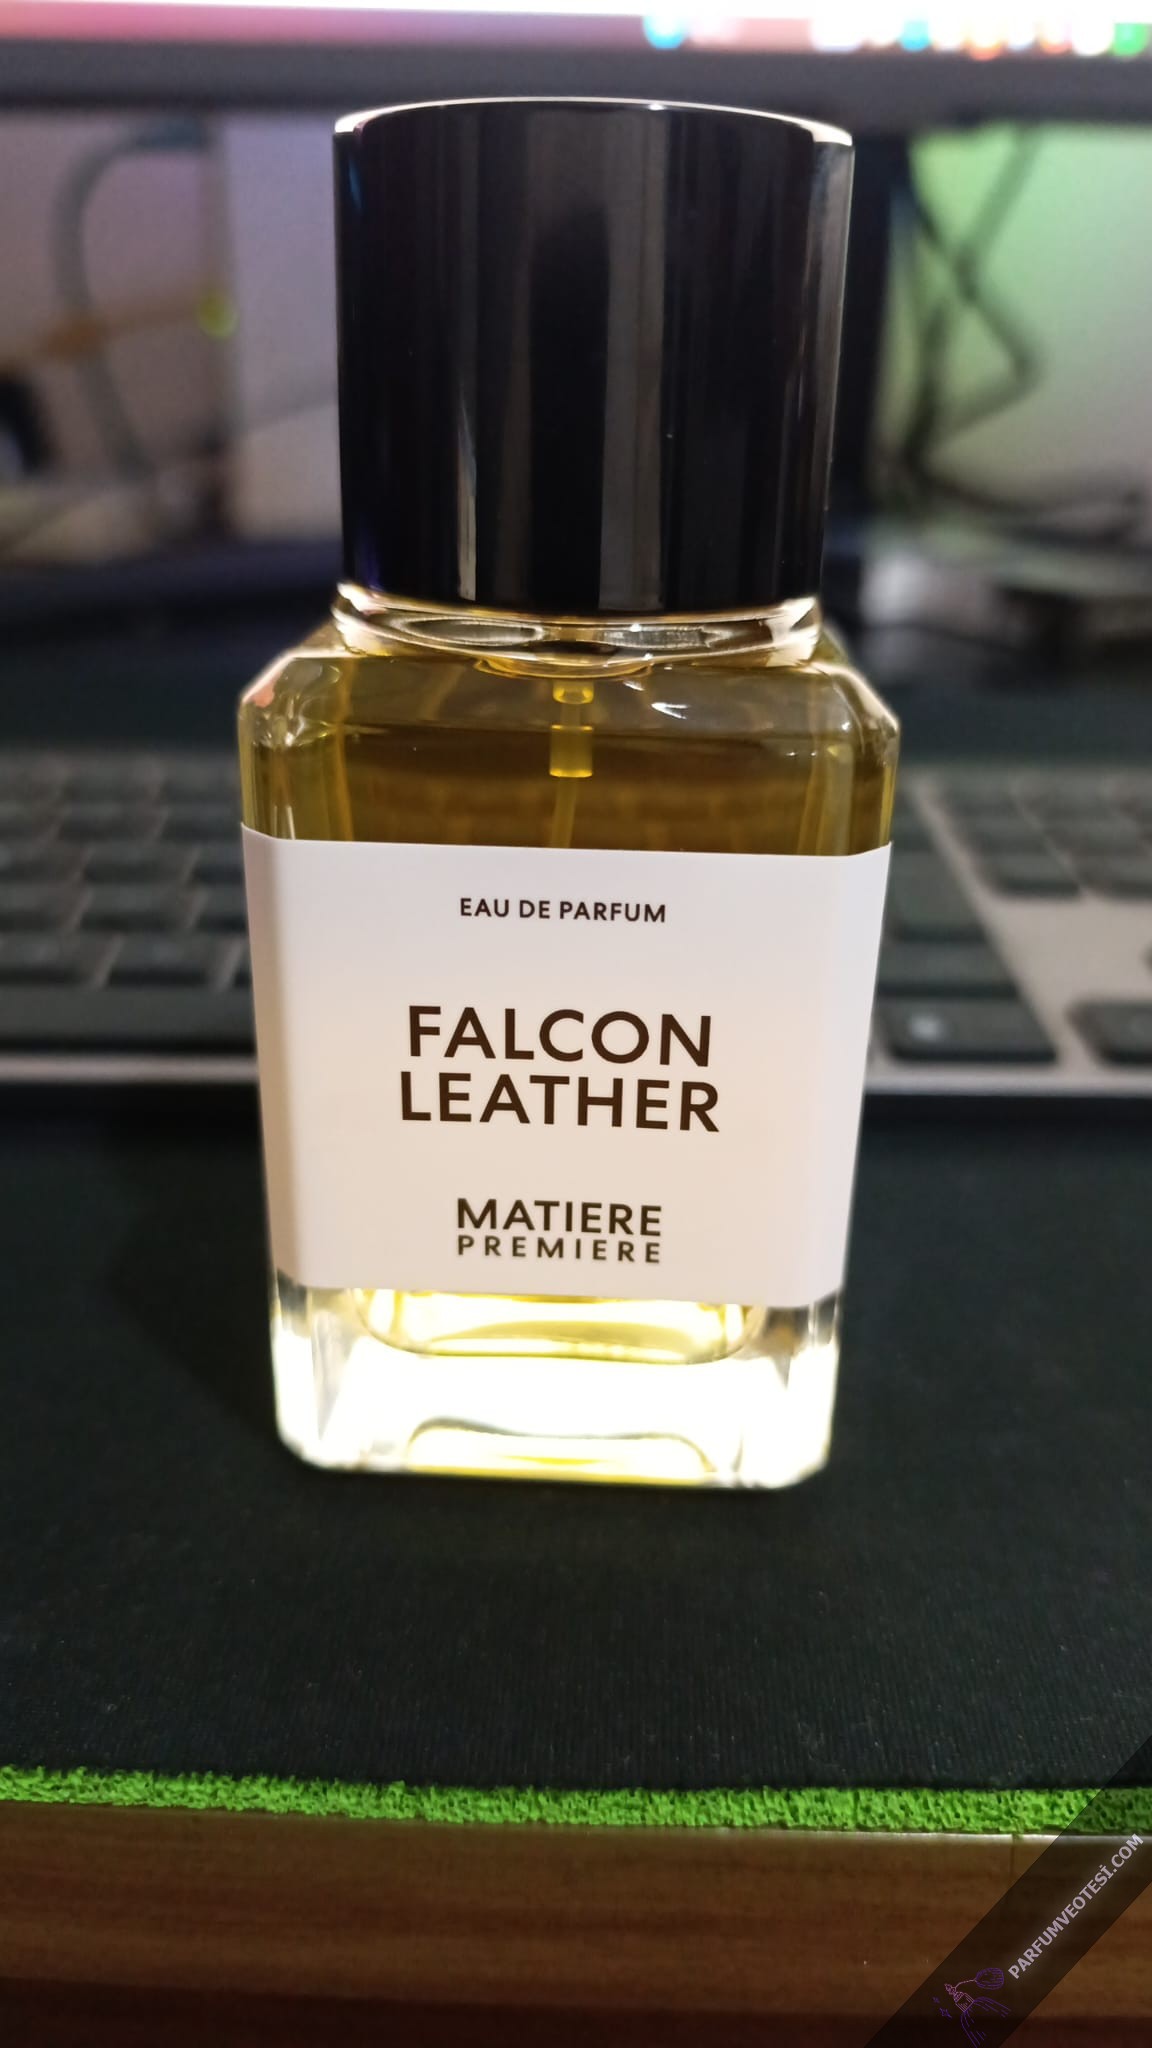 EAU DE PARFUM
FALCON
LEATHER
MATIERE
PREMIERE
PARFUMVEOTESİ.COM